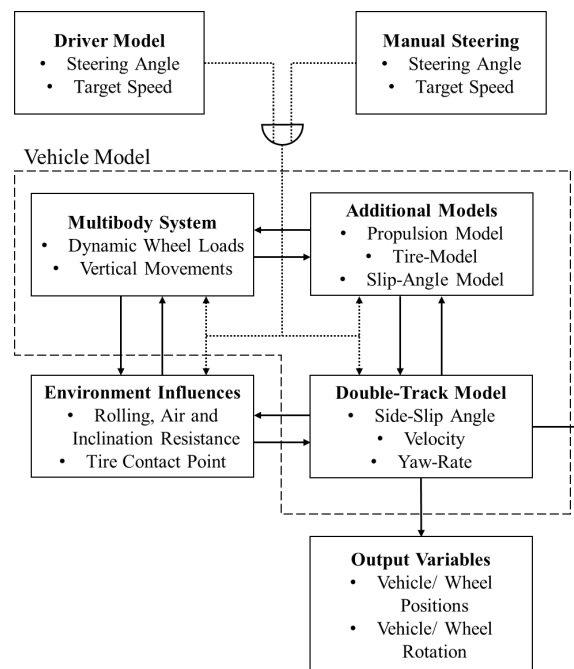 Driver Model
• Steering Angle
• Target Speed
Manual Steering
• Steering Angle
• Target Speed
Vehicle Model
Multibody System
• Dynamic Wheel Loads
• Vertical Movements
Additional Models
• Propulsion Model
• Tire-Model
• Slip-Angle Model
Environment Influences
• Rolling, Air and
Inclination Resistance
• Tire Contact Point
Double-Track Model
• Side-Slip Angle
• Velocity
• Yaw-Rate
Output Variables
• Vehicle/ Wheel
Positions
• Vehicle/ Wheel
Rotation